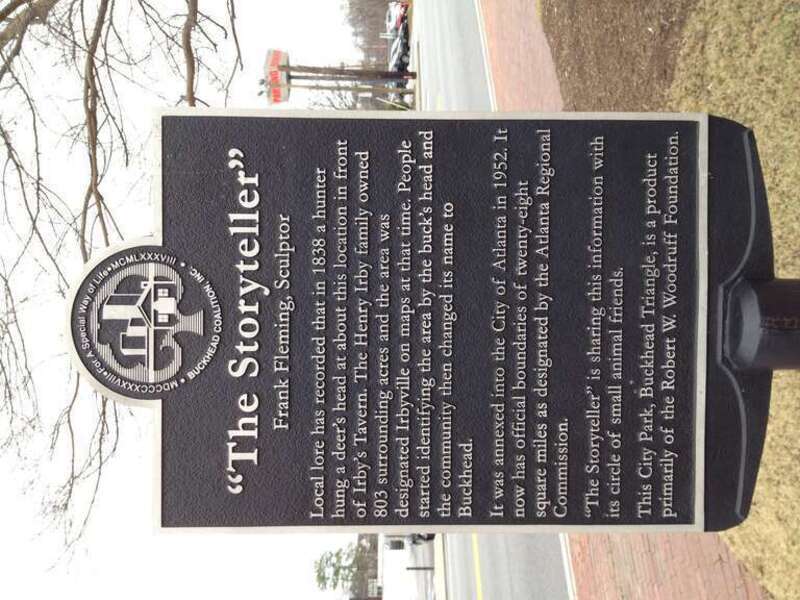 MDCCCXXXVIII • For A Special Way of Life • MCMLXXXVIII •
BUCKHEAD COALITION, INC.
"The Storyteller"
Frank Fleming, Sculptor
Local lore has recorded that in 1838 a hunter
hung a deer's head at about this location in front
of Irby's Tavern. The Henry Irby family owned
803 surrounding acres and the area was
designated Irbyville on maps at that time. People
started identifying the area by the buck's head and
the community then changed its name to
Buckhead.
It was annexed into the City of Atlanta in 1952. It
now has official boundaries of twenty-eight
square miles as designated by the Atlanta Regional
Commission.
"The Storyteller" is sharing this information with
its circle of small animal friends.
This City Park, Buckhead Triangle, is a product
primarily of the Robert W. Woodruff Foundation.